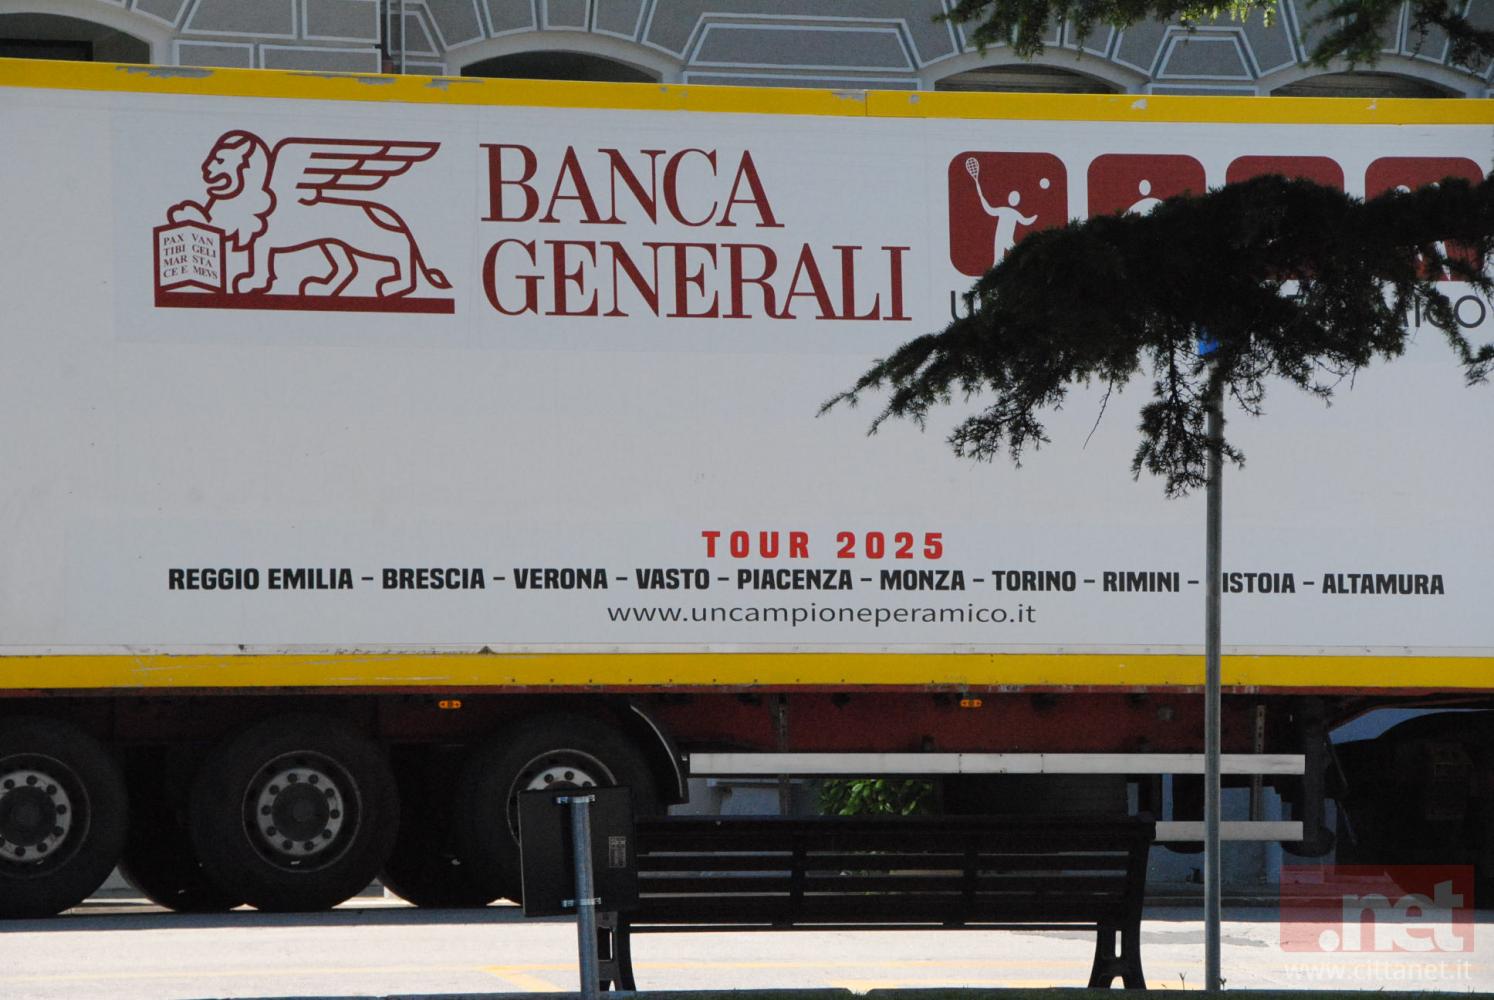 BANCA
GENERALI
PAX VAN
TIBI GELI
MAR STA
CE E MEVS
TOUR 2025
REGGIO EMILIA - BRESCIA - VERONA - VASTO - PIACENZA - MONZA - TORINO - RIMINI - ISTOIA - ALTAMURA
www.uncampioneperamico.it
.net
www.cittanet.it